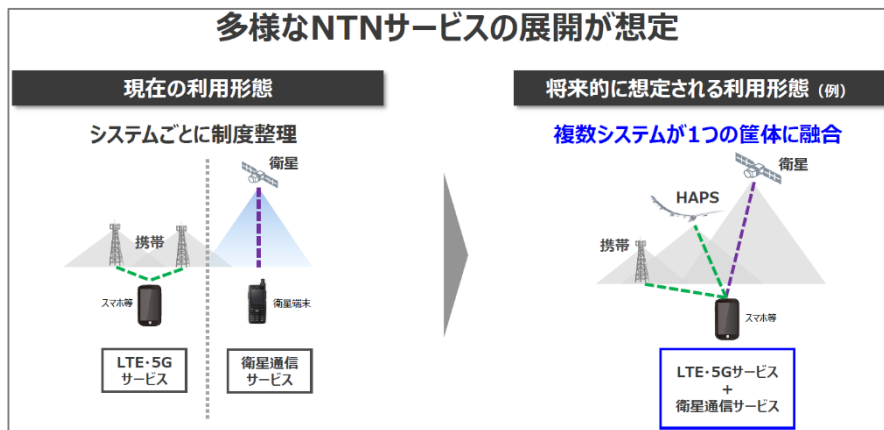 多様なNTNサービスの展開が想定
現在の利用形態
システムごとに制度整理
衛星
携帯
スマホ等
衛星端末
LTE・5G
サービス
衛星通信
サービス
将来的に想定される利用形態（例）
複数システムが1つの筐体に融合
衛星
HAPS
携帯
スマホ等
LTE・5Gサービス
+
衛星通信サービス